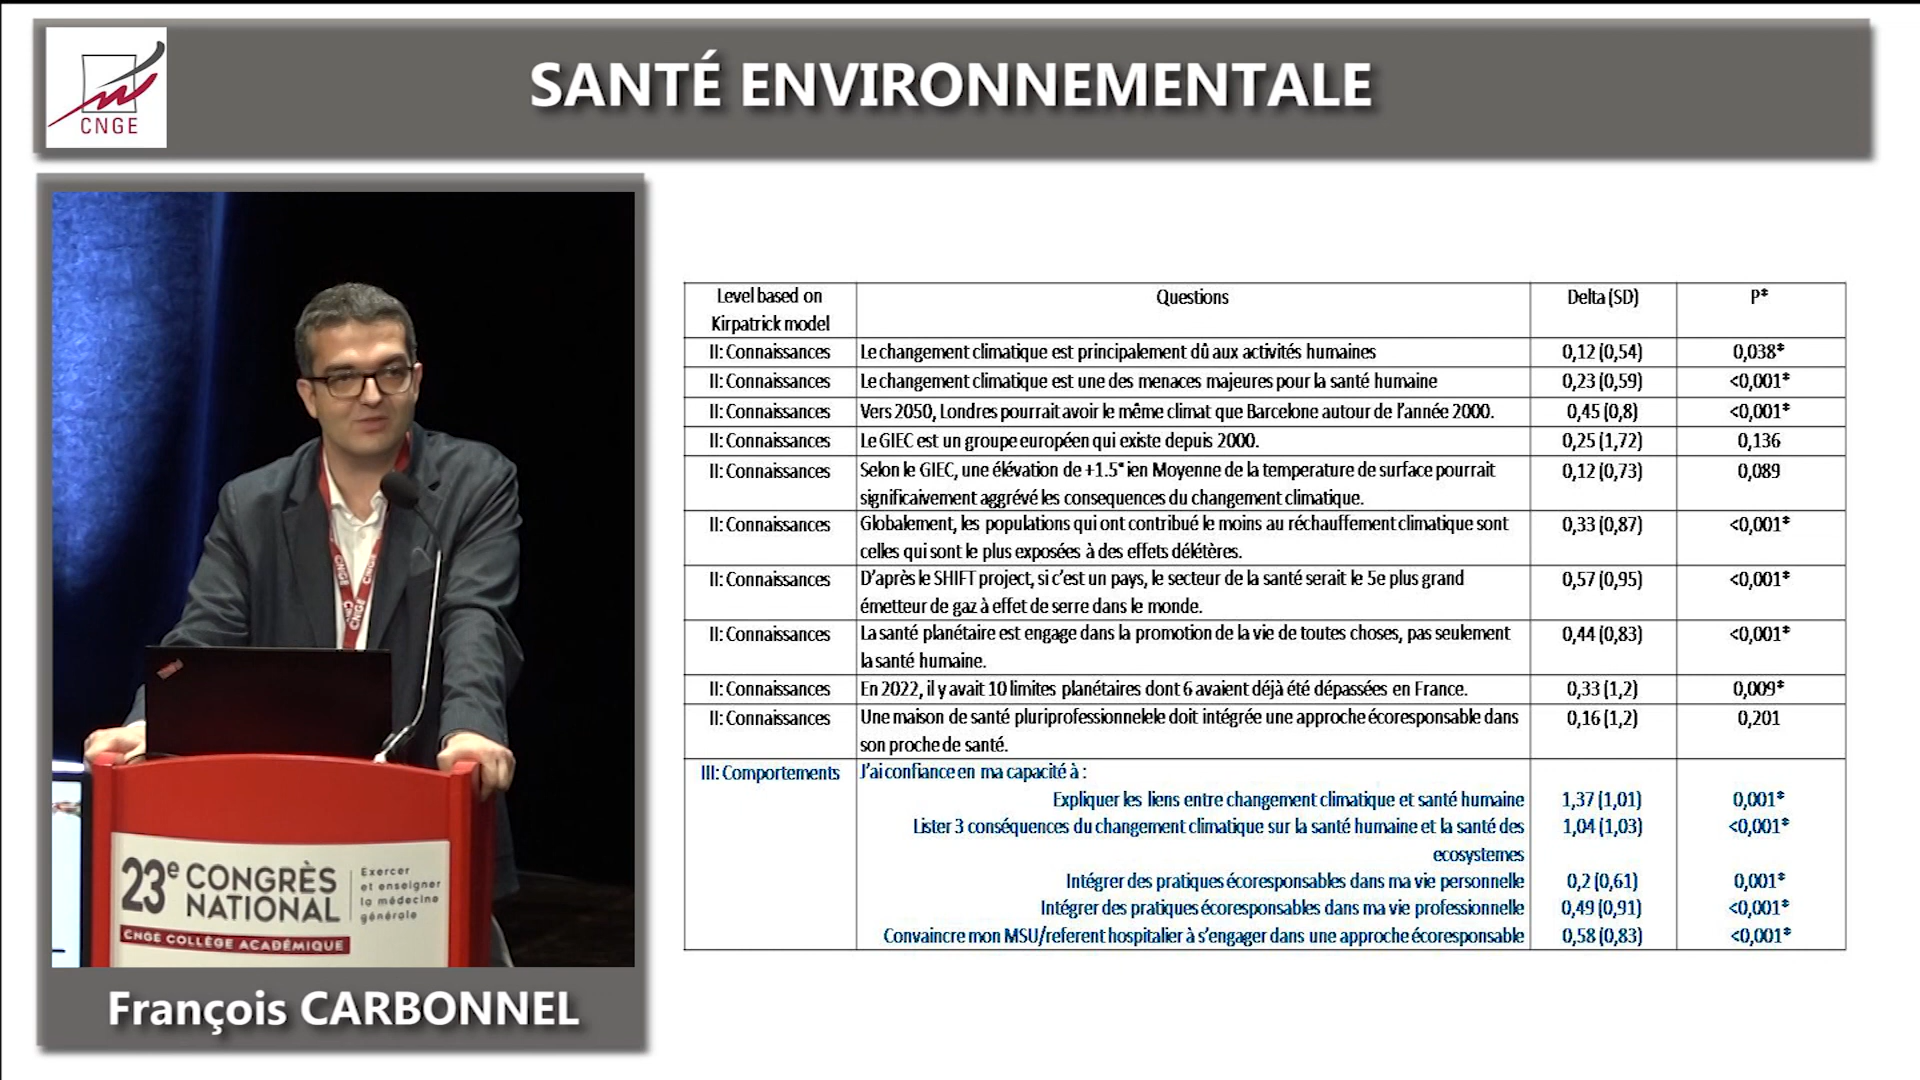 CNGE
SANTÉ ENVIRONNEMENTALE
CNGE
CNGE
CNGE
23e CONGRÈS
NATIONAL
Exercer
et enseigner
la médecine
générale
CNGE COLLÈGE ACADÉMIQUE
François CARBONNEL
Level based on Questions Delta (SD) P*
Kirpatrick model
II: Connaissances Le changement climatique est principalement dû aux activités humaines 0,12 (0,54) 0,038*
II: Connaissances Le changement climatique est une des menaces majeures pour la santé humaine 0,23 (0,59) <0,001*
II: Connaissances Vers 2050, Londres pourrait avoir le même climat que Barcelone autour de l'année 2000. 0,45 (0,8) <0,001*
II: Connaissances Le GIEC est un groupe européen qui existe depuis 2000. 0,25 (1,72) 0,136
II: Connaissances Selon le GIEC, une élévation de +1.5° ien Moyenne de la temperature de surface pourrait 0,12 (0,73) 0,089
significaivement aggrévé les consequences du changement climatique.
II: Connaissances Globalement, les populations qui ont contribué le moins au réchauffement climatique sont 0,33 (0,87) <0,001*
celles qui sont le plus exposées à des effets délétères.
II: Connaissances D'après le SHIFT project, si c'est un pays, le secteur de la santé serait le 5e plus grand 0,57 (0,95) <0,001*
émetteur de gaz à effet de serre dans le monde.
II: Connaissances La santé planétaire est engage dans la promotion de la vie de toutes choses, pas seulement 0,44 (0,83) <0,001*
la santé humaine.
II: Connaissances En 2022, il y avait 10 limites planétaires dont 6 avaient déjà été dépassées en France. 0,33 (1,2) 0,009*
II: Connaissances Une maison de santé pluriprofessionnelele doit intégrée une approche écoresponsable dans 0,16 (1,2) 0,201
son proche de santé.
III: Comportements J'ai confiance en ma capacité à :
Expliquer les liens entre changement climatique et santé humaine 1,37 (1,01) 0,001*
Lister 3 conséquences du changement climatique sur la santé humaine et la santé des 1,04 (1,03) <0,001*
ecosystemes
Intégrer des pratiques écoresponsables dans ma vie personnelle 0,2 (0,61) 0,001*
Intégrer des pratiques écoresponsables dans ma vie professionnelle 0,49 (0,91) <0,001*
Convaincre mon MSU/referent hospitalier à s'engager dans une approche écoresponsable 0,58 (0,83) <0,001*